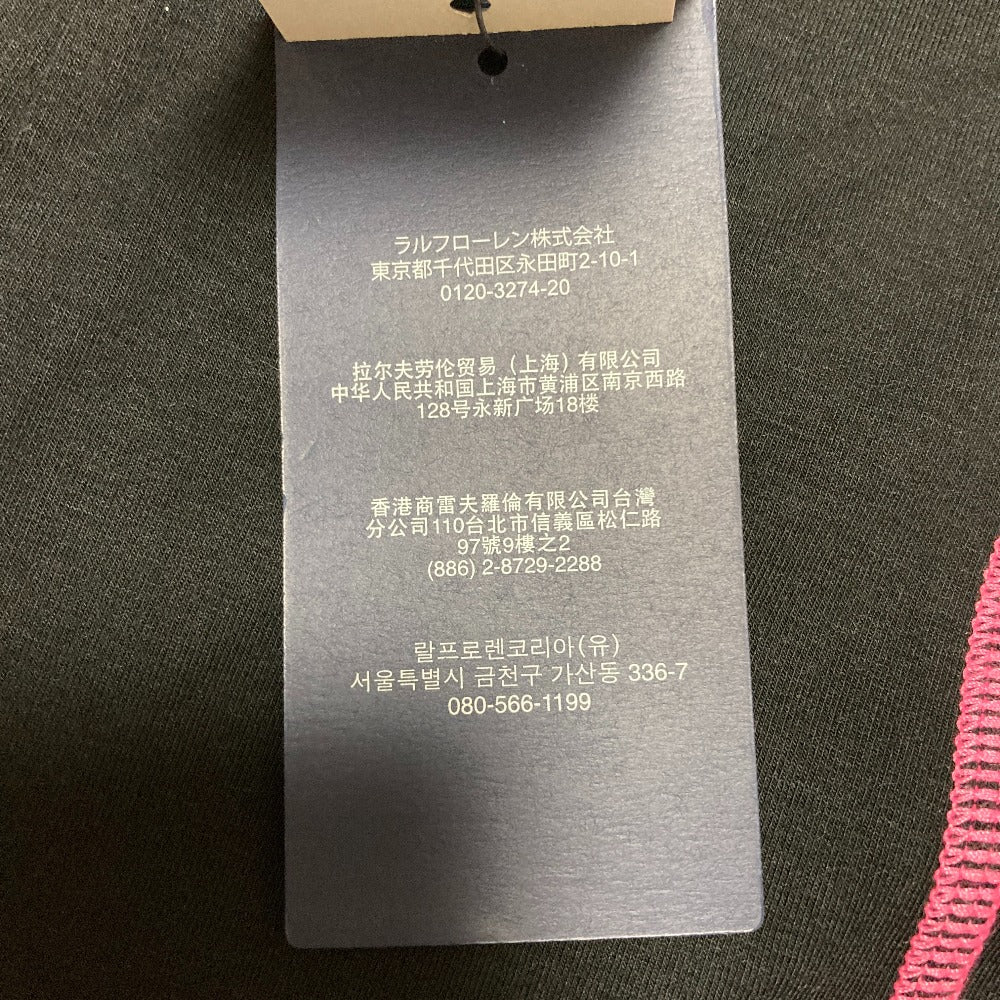 ラルフローレン株式会社
東京都千代田区永田町2-10-1
0120-3274-20
拉尔夫劳伦贸易（上海）有限公司
中华人民共和国上海市黄浦区南京西路
128号永新广场18楼
香港商雷夫羅倫有限公司台灣
分公司110台北市信義區松仁路
97號9樓之2
(886) 2-8729-2288
랄프로렌코리아(유)
서울특별시 금천구 가산동 336-7
080-566-1199